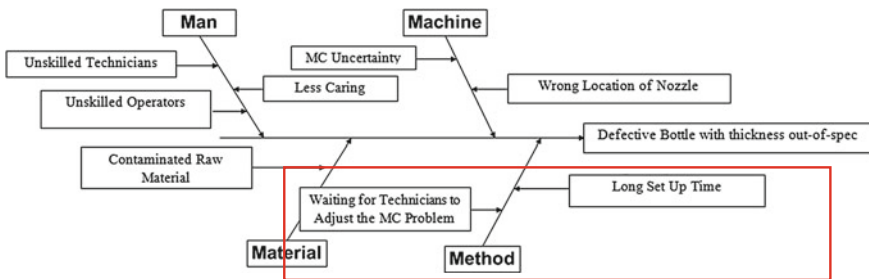 Man
Machine
MC Uncertainty
Unskilled Technicians
Less Caring
Wrong Location of Nozzle
Unskilled Operators
Defective Bottle with thickness out-of-spec
Contaminated Raw
Material
Waiting for Technicians to
Adjust the MC Problem
Long Set Up Time
Material
Method